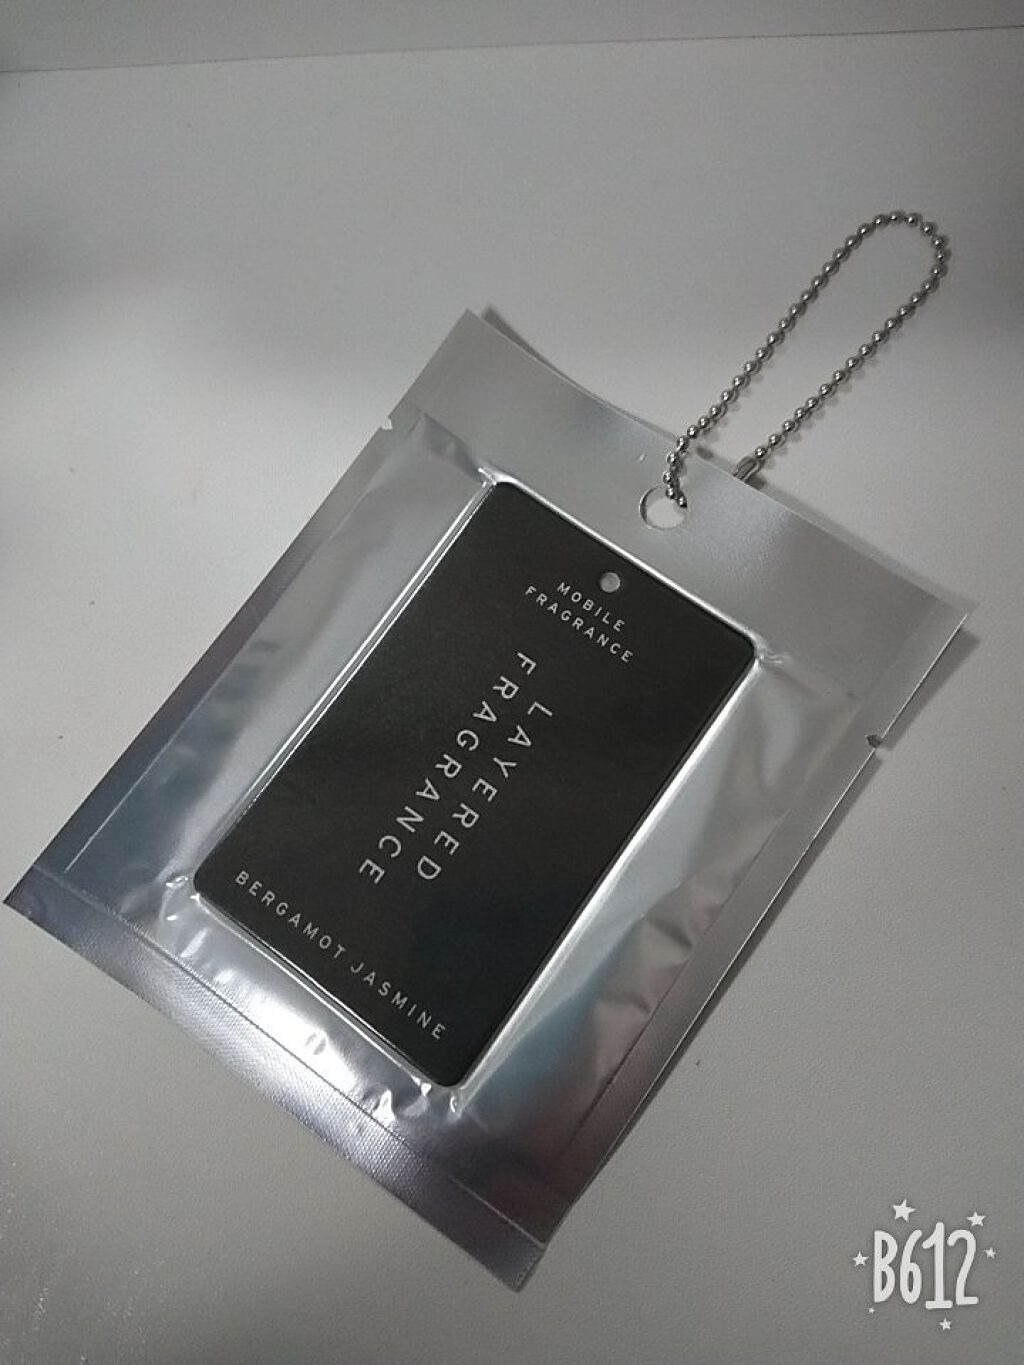 MOBILE
FRAGRANCE
LAYERED
FRAGRANCE
BERGAMOT JASMINE
B612